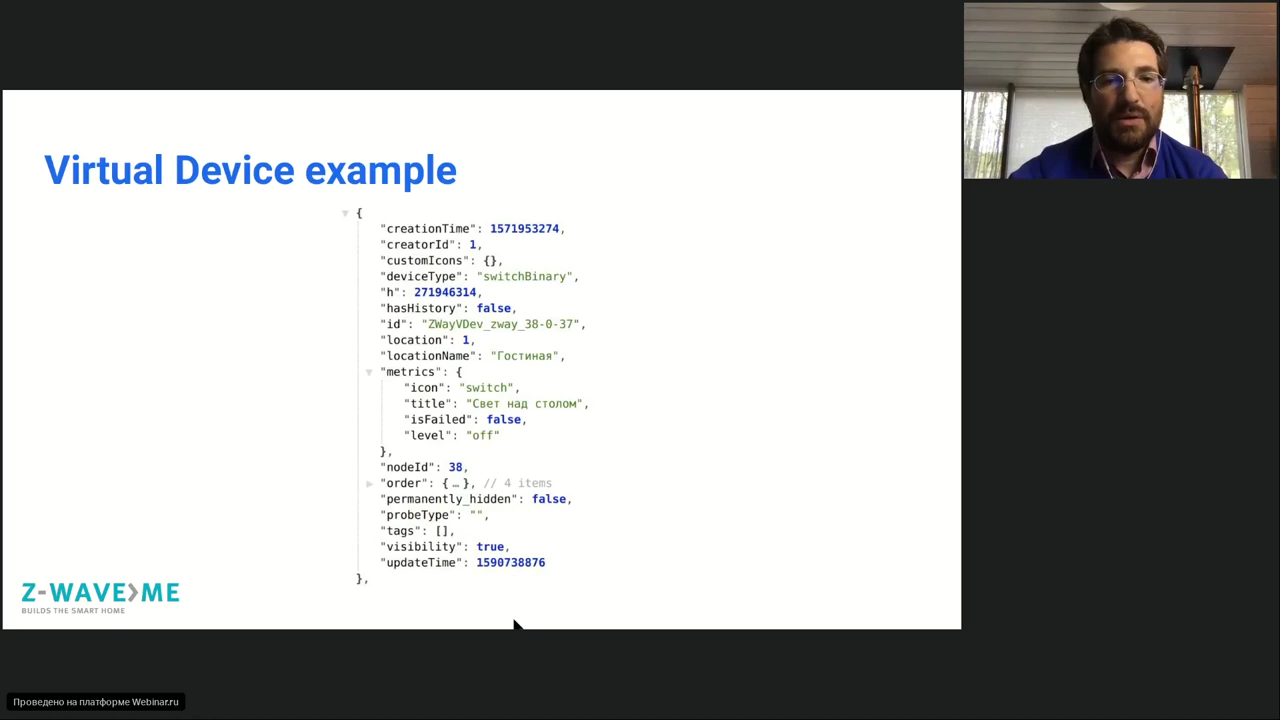 Virtual Device example
{
"creationTime": 1571953274,
"creatorId": 1,
"customIcons": {},
"deviceType": "switchBinary",
"h": 271946314,
"hasHistory": false,
"id": "ZWayVDev_zway_38-0-37",
"location": 1,
"locationName": "Гостиная",
"metrics": {
"icon": "switch",
"title": "Свет над столом",
"isFailed": false,
"level": "off"
},
"nodeId": 38,
"order": { … }, // 4 items
"permanently_hidden": false,
"probeType": "",
"tags": [],
"visibility": true,
"updateTime": 1590738876
},
Z-WAVE>ME
BUILDS THE SMART HOME
Проведено на платформе Webinar.ru